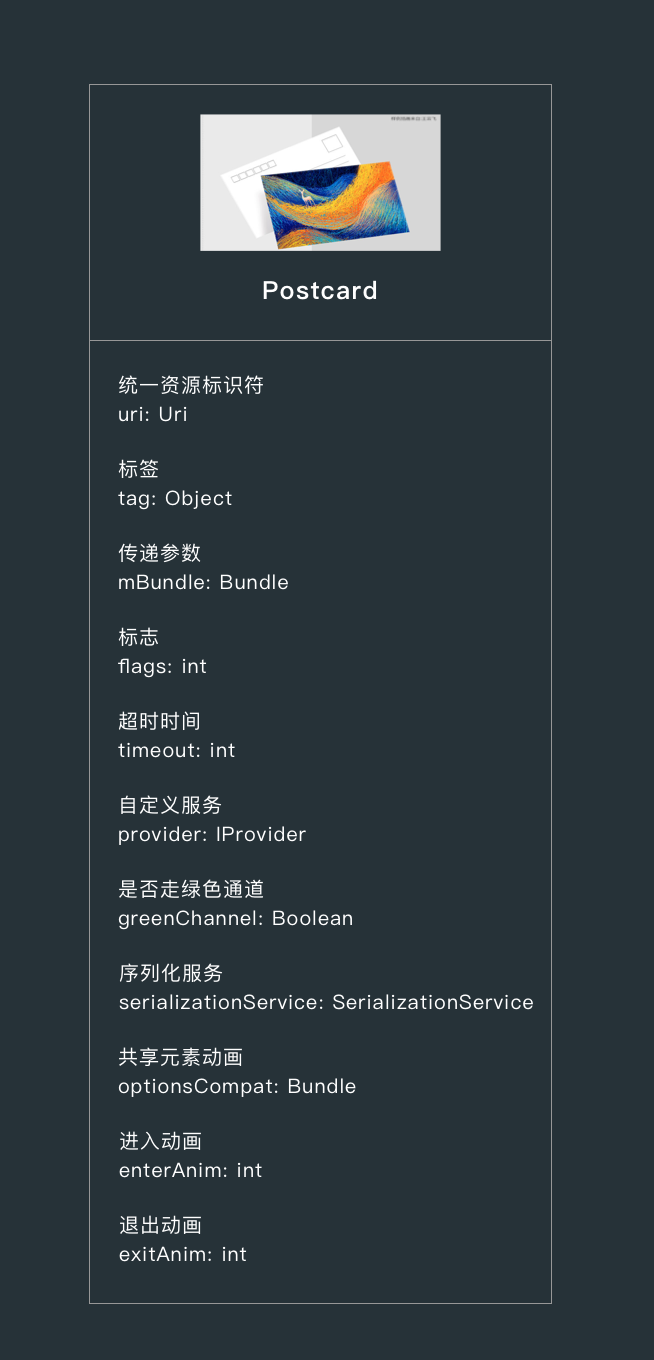 Postcard
统一资源标识符
uri: Uri
标签
tag: Object
传递参数
mBundle: Bundle
标志
flags: int
超时时间
timeout: int
自定义服务
provider: IProvider
是否走绿色通道
greenChannel: Boolean
序列化服务
serializationService: SerializationService
共享元素动画
optionsCompat: Bundle
进入动画
enterAnim: int
退出动画
exitAnim: int